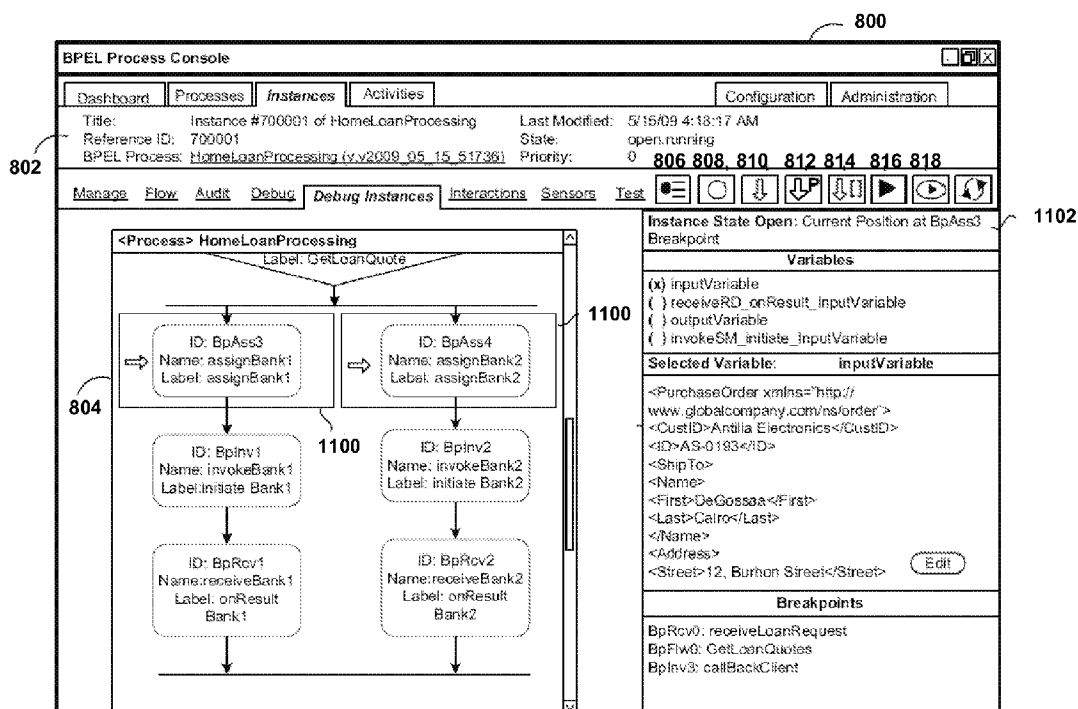 800
BPEL Process Console
Dashboard Processes Instances Activities Configuration Administration
Title: Instance #700001 of HomeLoanProcessing Last Modified: 5/15/09 4:18:17 AM
Reference ID: 700001 State: open.running
BPEL Process: HomeLoanProcessing (v.v2009_05_15_51736) Priority: 0
802
806 808 810 812 814 816 818
Manage Flow Audit Debug Debug Instances Interactions Sensors Test
P
1102
Instance State Open: Current Position at BpAss3
Breakpoint
<Process> HomeLoanProcessing
Label: GetLoanQuote
804
1100
1100
ID: BpAss3
Name: assignBank1
Label: assignBank1
ID: BpAss4
Name: assignBank2
Label: assignBank2
ID: BpInv1
Name: invokeBank1
Label:initiate Bank1
ID: BpInv2
Name: invokeBank2
Label: initiate Bank2
ID: BpRcv1
Name:receiveBank1
Label: onResult
Bank1
ID: BpRcv2
Name:receiveBank2
Label: onResult
Bank2
Variables
(x) inputVariable
( ) receiveRD_onResult_InputVariable
( ) outputVariable
( ) invokeSM_initiate_InputVariable
Selected Variable: inputVariable
<PurchaseOrder xmlns="http://
www.globalcompany.com/ns/order">
<CustID>Antilia Electronics</CustID>
<ID>AS-0193</ID>
<ShipTo>
<Name>
<First>DeGossaa</First>
<Last>Cairo</Last>
</Name>
<Address>
<Street>12, Burhon Street</Street>
Edit
Breakpoints
BpRcv0: receiveLoanRequest
BpFlw0: GetLoanQuotes
BpInv3: callBackClient